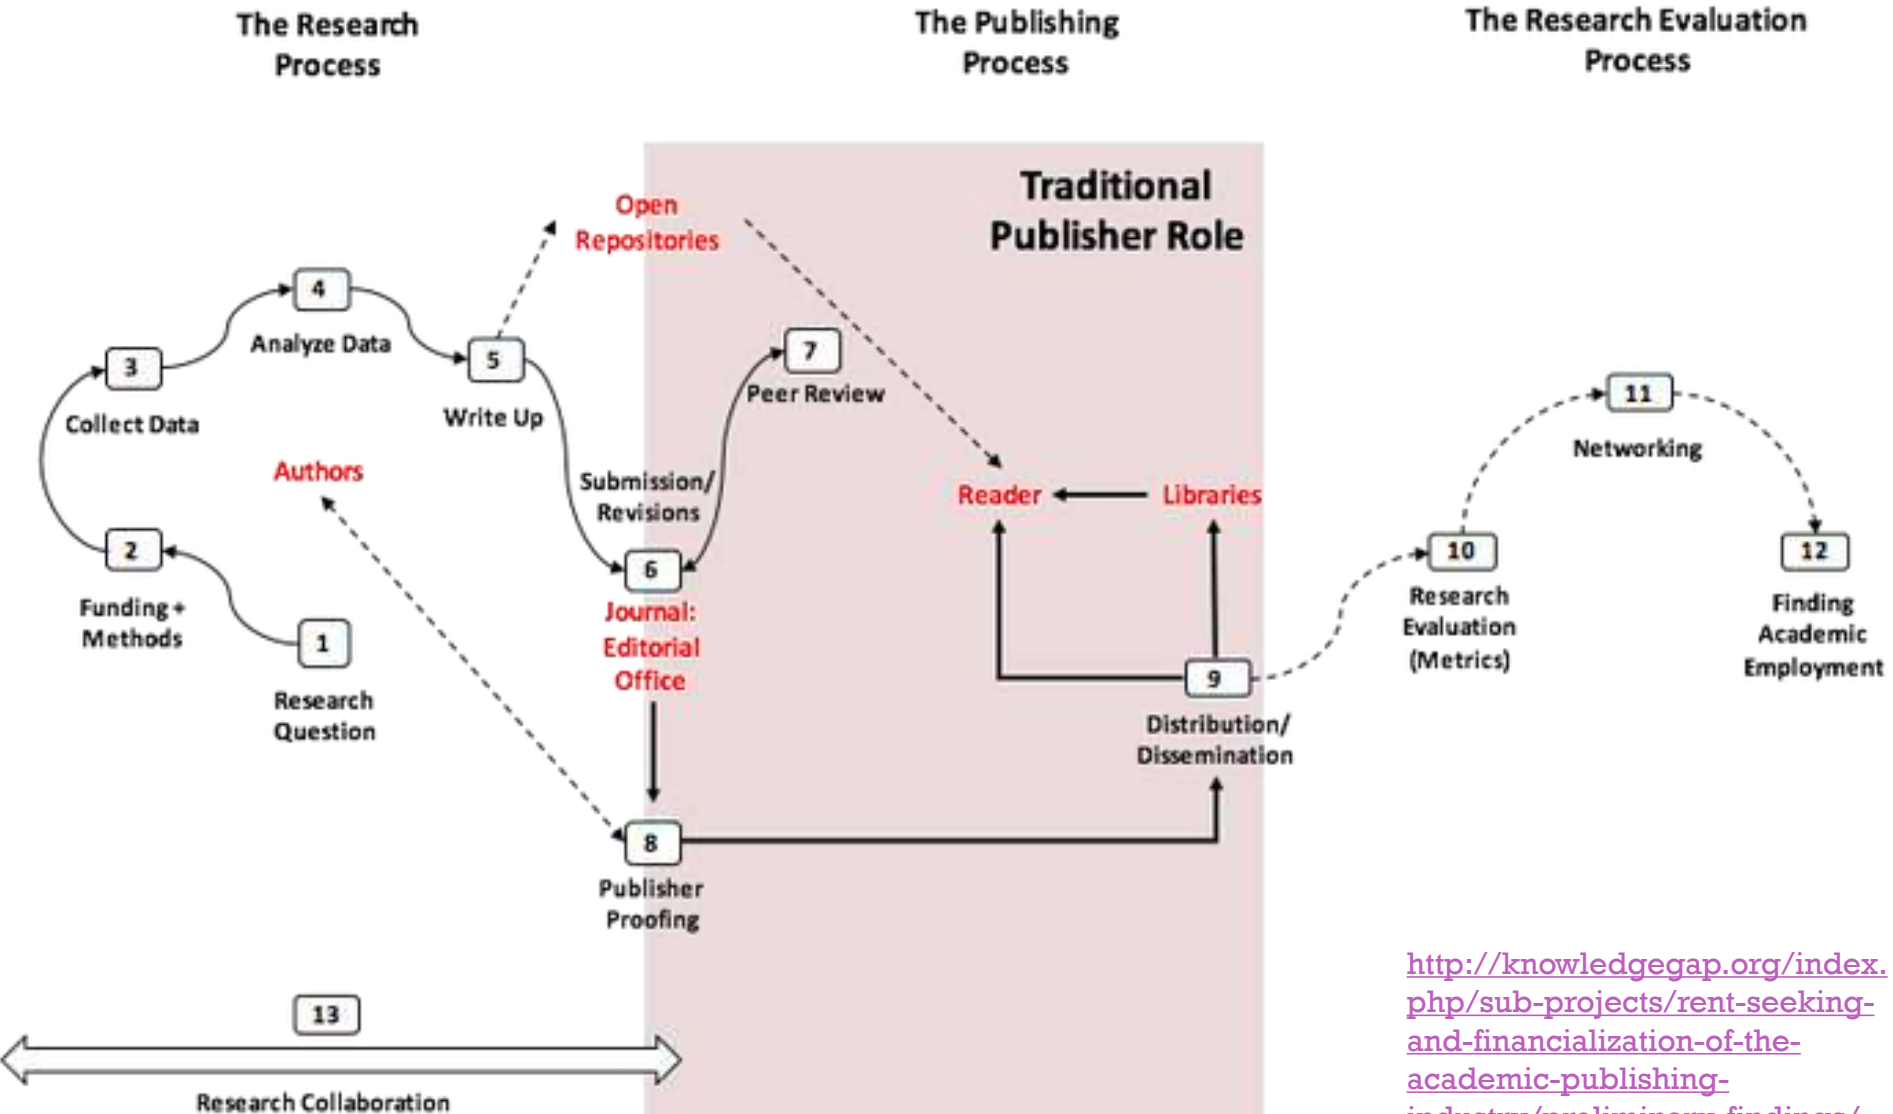 The Research
Process
The Publishing
Process
The Research Evaluation
Process
Traditional
Publisher Role
Open
Repositories
4
Analyze Data
3
Collect Data
5
Write Up
7
Peer Review
Authors
Submission/
Revisions
2
Funding +
Methods
1
Research
Question
6
Journal:
Editorial
Office
8
Publisher
Proofing
Reader
Libraries
9
Distribution/
Dissemination
10
Research
Evaluation
(Metrics)
11
Networking
12
Finding
Academic
Employment
13
Research Collaboration
http://knowledgegap.org/index.
php/sub-projects/rent-seeking-
and-financialization-of-the-
academic-publishing-
industry/preliminary-findings/